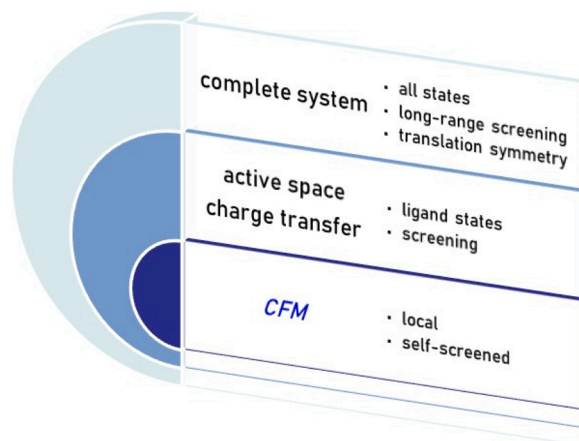 complete system
· all states
· long-range screening
· translation symmetry
active space
charge transfer
· ligand states
· screening
CFM
· local
· self-screened